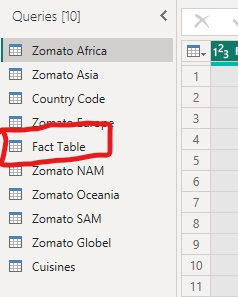 Queries [10]
Zomato Africa
Zomato Asia
Country Code
Zomato Europe
Fact Table
Zomato NAM
Zomato Oceania
Zomato SAM
Zomato Globel
Cuisines
1
2
3
4
5
6
7
8
9
10
11